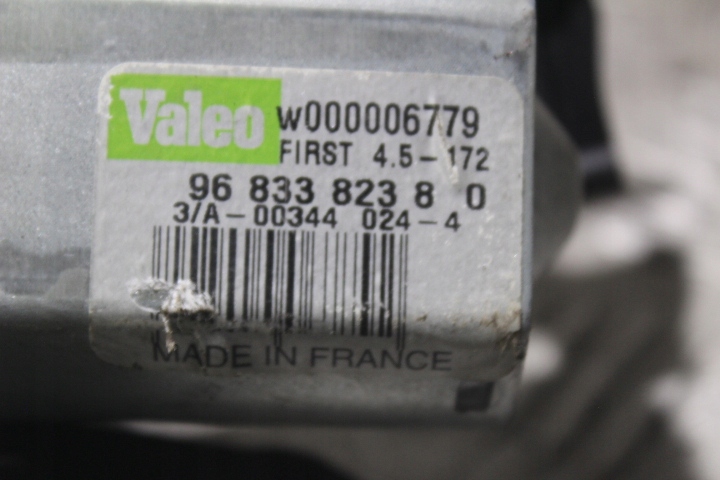 Valeo W000006779
FIRST 4.5-172
96 833 823 8 0
3/A-00344 024-4
MADE IN FRANCE